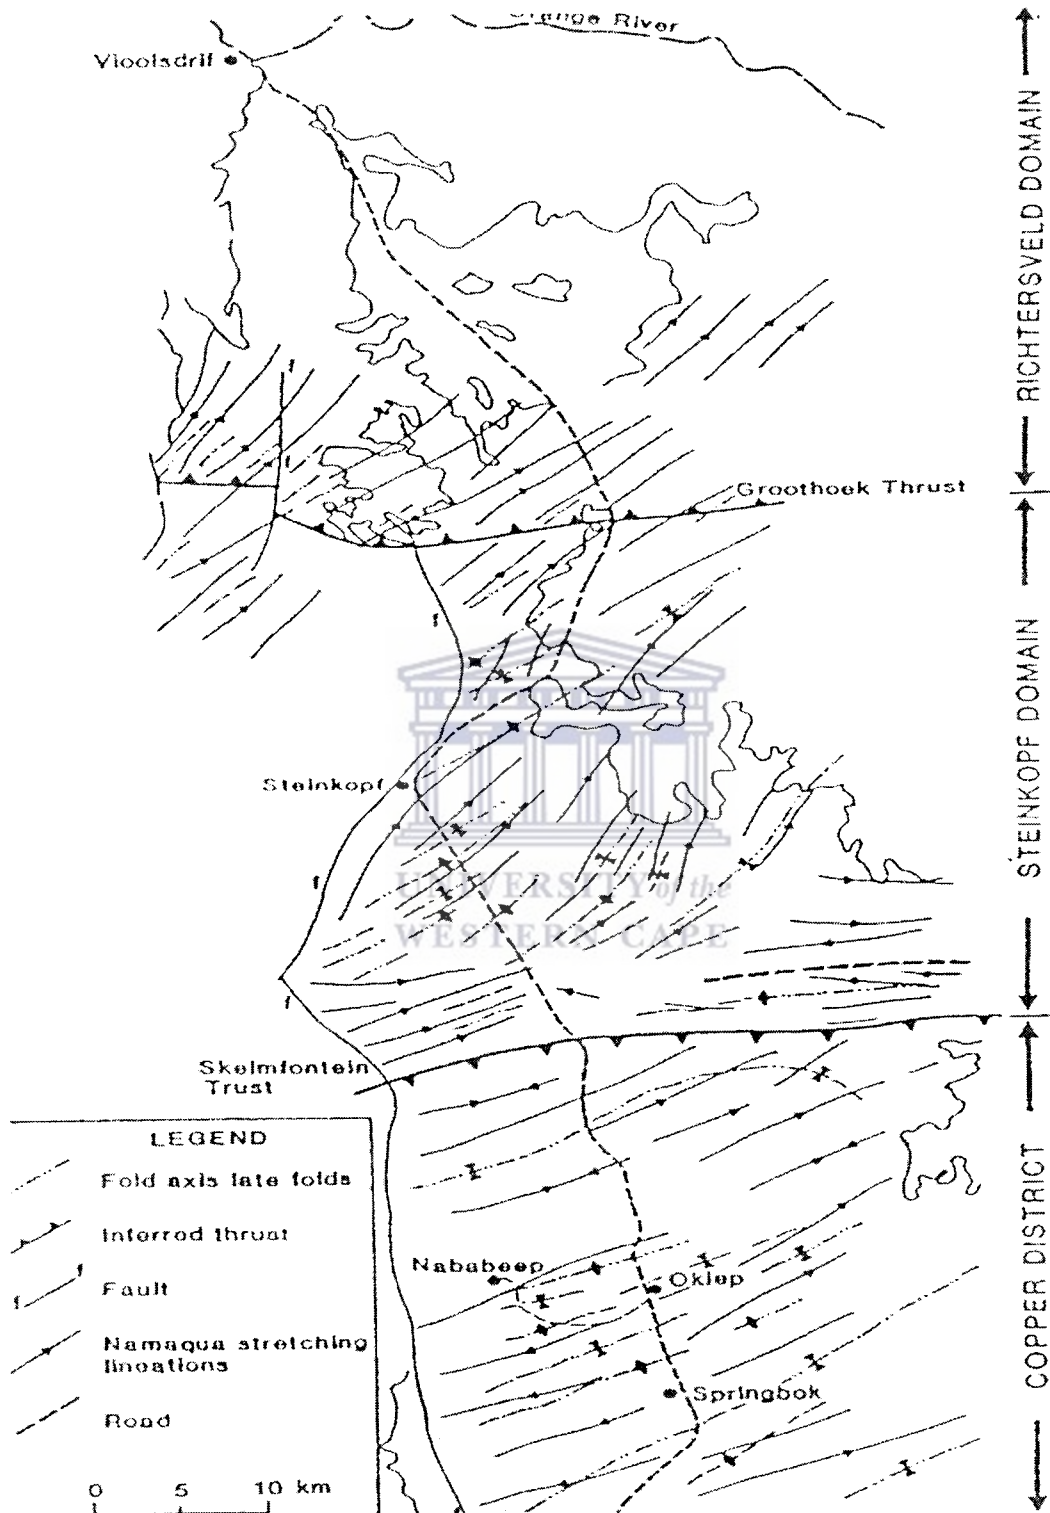 Orange River
Vioolsdrif
RICHTERSVELD DOMAIN
Groothoek Thrust
STEINKOPF DOMAIN
Steinkopf
UNIVERSITY of the
WESTERN CAPE
Skelmfontein
Trust
COPPER DISTRICT
LEGEND
Fold axis late folds
Inferred thrust
Fault
Namaqua stretching
lineations
Road
0 5 10 km
Nababeep
Okiep
Springbok
f
f
f
f
f
f
f